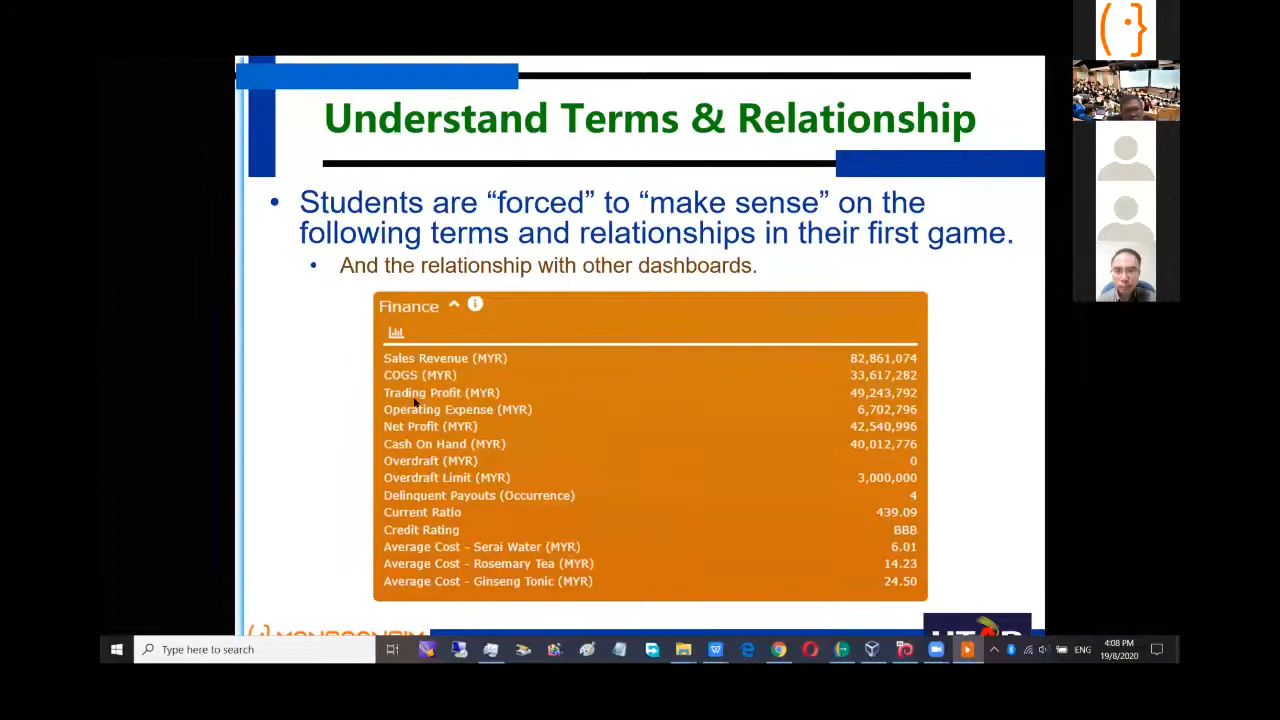 Understand Terms & Relationship
• Students are “forced” to “make sense” on the
following terms and relationships in their first game.
• And the relationship with other dashboards.
Finance
Sales Revenue (MYR) 82,861,074
COGS (MYR) 33,617,282
Trading Profit (MYR) 49,243,792
Operating Expense (MYR) 6,702,796
Net Profit (MYR) 42,540,996
Cash On Hand (MYR) 40,012,776
Overdraft (MYR) 0
Overdraft Limit (MYR) 3,000,000
Delinquent Payouts (Occurrence) 4
Current Ratio 439.09
Credit Rating BBB
Average Cost - Serai Water (MYR) 6.01
Average Cost - Rosemary Tea (MYR) 14.23
Average Cost - Ginseng Tonic (MYR) 24.50
Type here to search
ENG
4:08 PM
19/8/2020